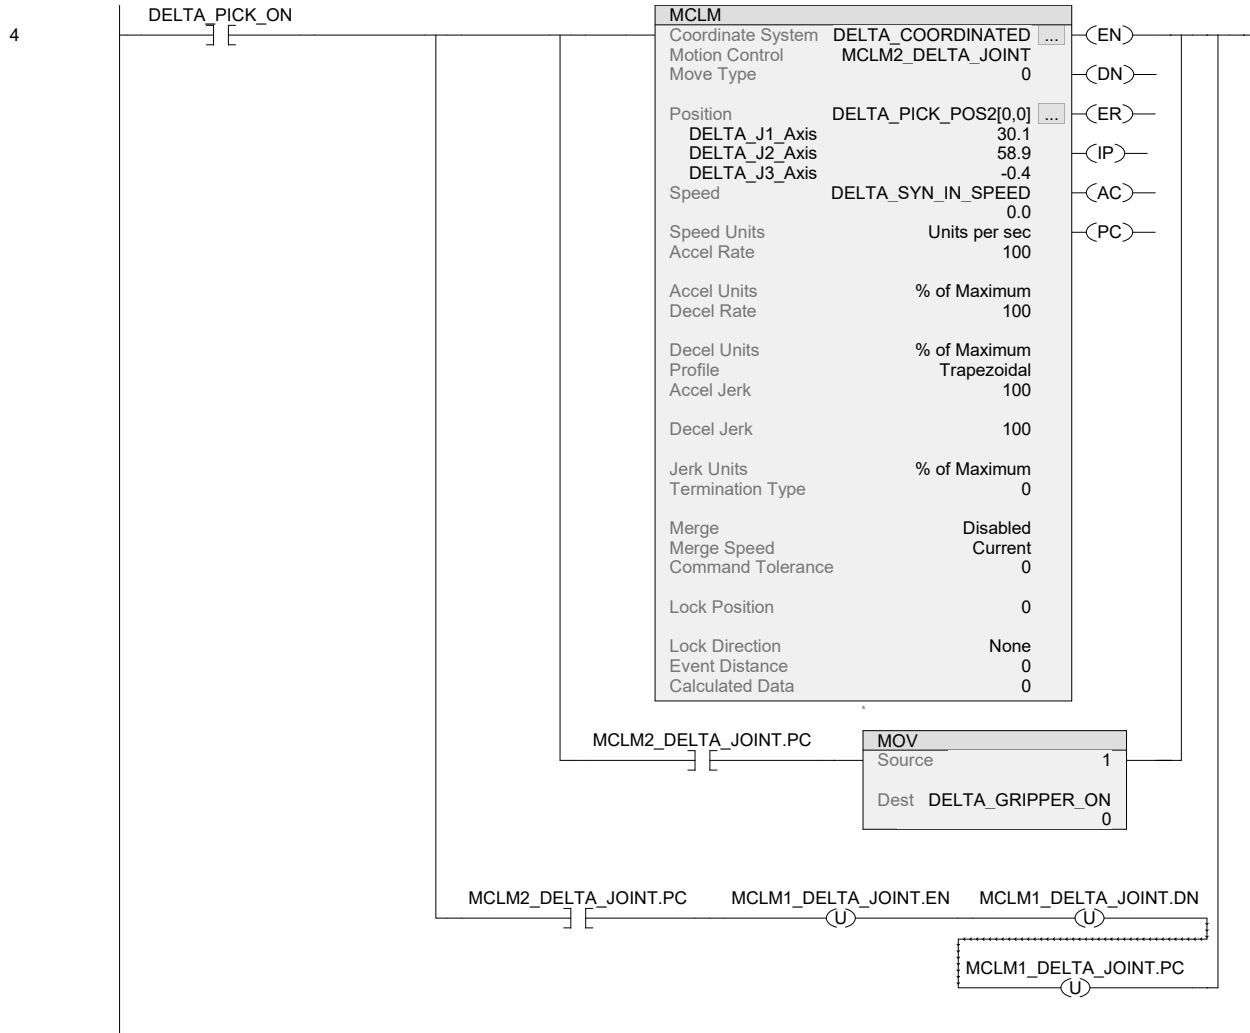 DELTA_PICK_ON
4
MCLM
Coordinate System DELTA_COORDINATED ... EN
Motion Control MCLM2_DELTA_JOINT
Move Type 0 DN
Position DELTA_PICK_POS2[0,0] ... ER
DELTA_J1_Axis 30.1
DELTA_J2_Axis 58.9 IP
DELTA_J3_Axis -0.4
Speed DELTA_SYN_IN_SPEED AC
0.0
Speed Units Units per sec PC
Accel Rate 100
Accel Units % of Maximum
Decel Rate 100
Decel Units % of Maximum
Profile Trapezoidal
Accel Jerk 100
Decel Jerk 100
Jerk Units % of Maximum
Termination Type 0
Merge Disabled
Merge Speed Current
Command Tolerance 0
Lock Position 0
Lock Direction None
Event Distance 0
Calculated Data 0
MCLM2_DELTA_JOINT.PC
MOV
Source 1
Dest DELTA_GRIPPER_ON
0
MCLM2_DELTA_JOINT.PC MCLM1_DELTA_JOINT.EN MCLM1_DELTA_JOINT.DN
U U
MCLM1_DELTA_JOINT.PC
U